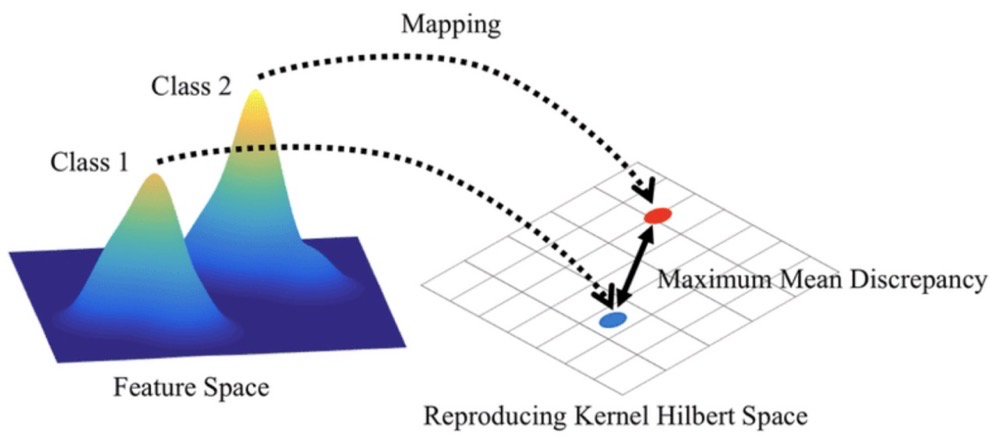 Mapping
Class 2
Class 1
Maximum Mean Discrepancy
Feature Space
Reproducing Kernel Hilbert Space